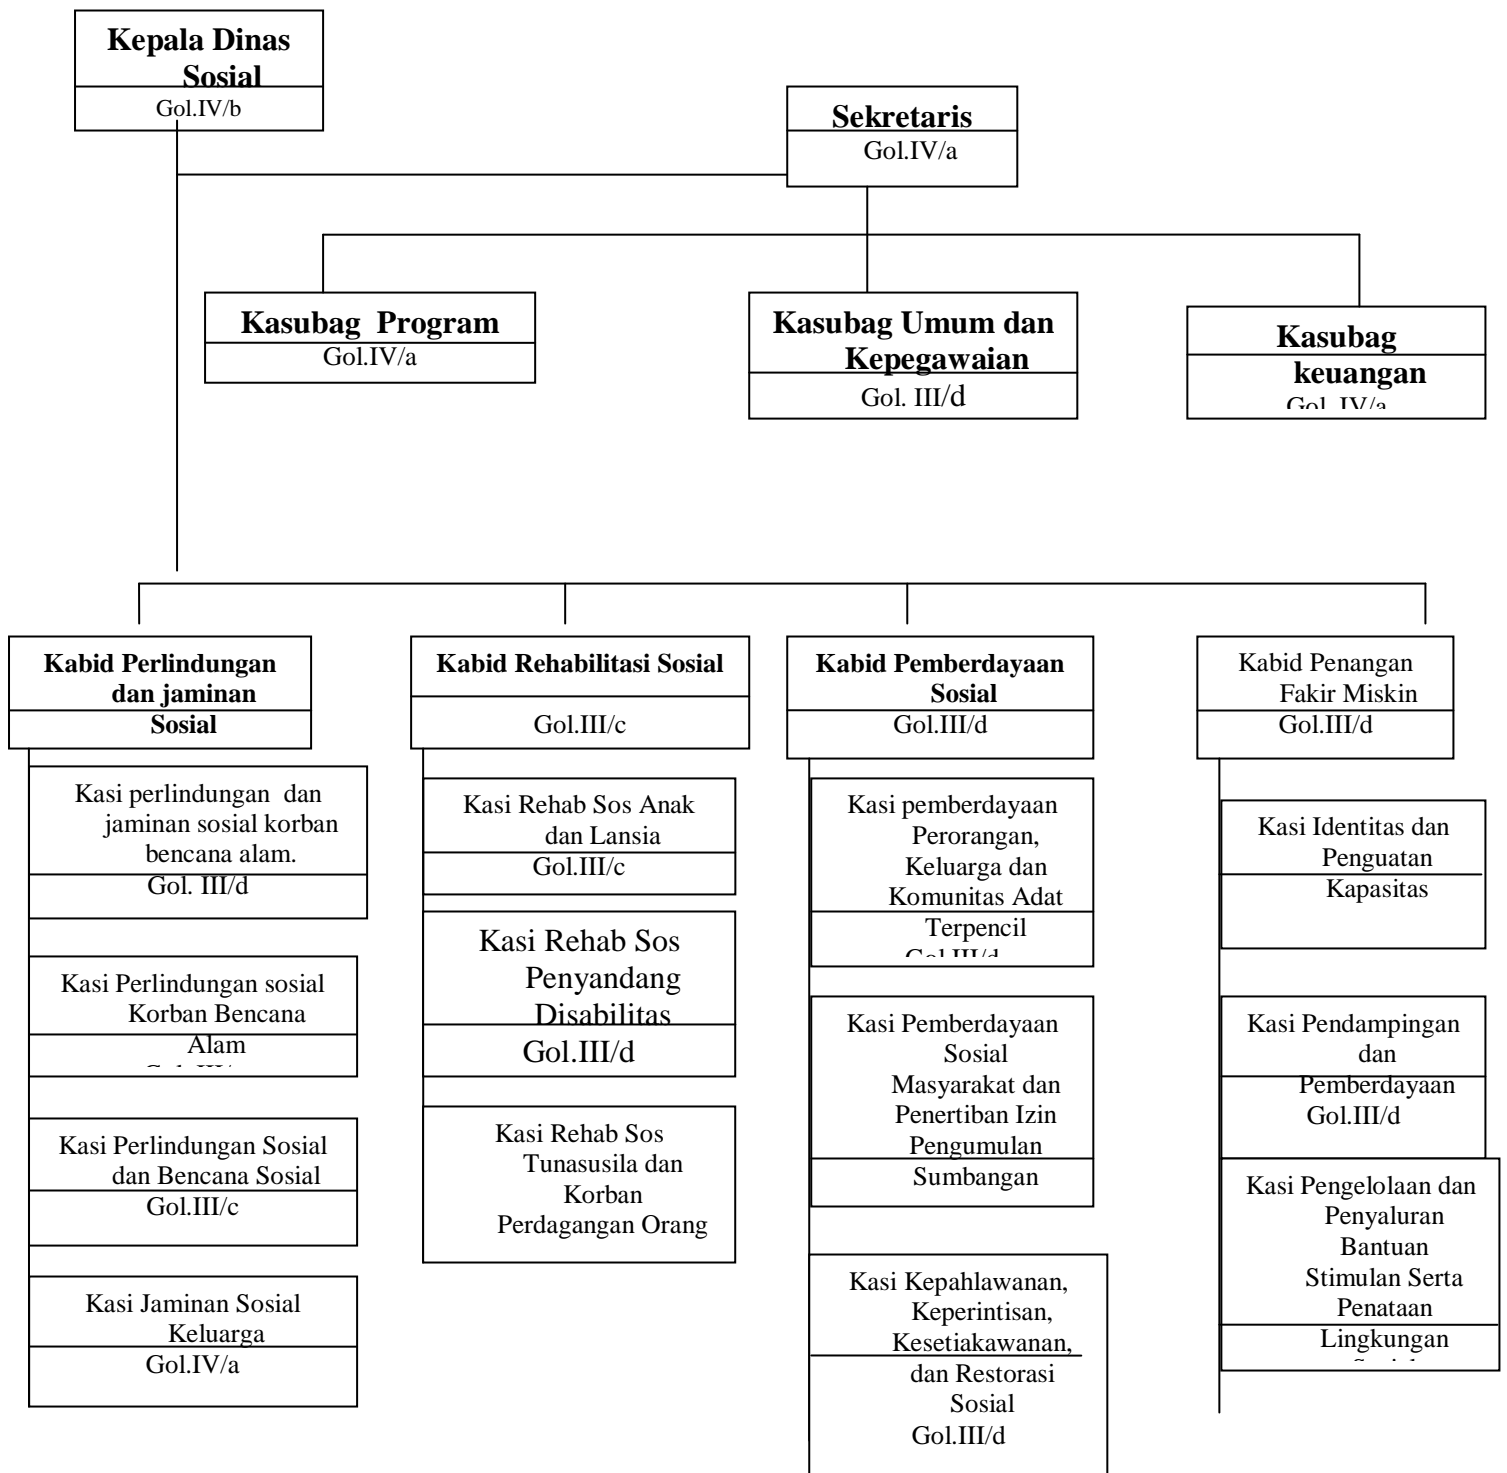 Kepala Dinas
Sosial
Gol.IV/b
Sekretaris
Gol.IV/a
Kasubag Program
Gol.IV/a
Kasubag Umum dan
Kepegawaian
Gol. III/d
Kasubag
keuangan
Gol. IV/a
Kabid Perlindungan
dan jaminan
Sosial
Kasi perlindungan dan
jaminan sosial korban
bencana alam.
Gol. III/d
Kasi Perlindungan sosial
Korban Bencana
Alam
Kasi Perlindungan Sosial
dan Bencana Sosial
Gol.III/c
Kasi Jaminan Sosial
Keluarga
Gol.IV/a
Kabid Rehabilitasi Sosial
Gol.III/c
Kasi Rehab Sos Anak
dan Lansia
Gol.III/c
Kasi Rehab Sos
Penyandang
Disabilitas
Gol.III/d
Kasi Rehab Sos
Tunasusila dan
Korban
Perdagangan Orang
Kabid Pemberdayaan
Sosial
Gol.III/d
Kasi pemberdayaan
Perorangan,
Keluarga dan
Komunitas Adat
Terpencil
Gol.III/d
Kasi Pemberdayaan
Sosial
Masyarakat dan
Penertiban Izin
Pengumulan
Sumbangan
Kasi Kepahlawanan,
Keperintisan,
Kesetiakawanan,
dan Restorasi
Sosial
Gol.III/d
Kabid Penangan
Fakir Miskin
Gol.III/d
Kasi Identitas dan
Penguatan
Kapasitas
Kasi Pendampingan
dan
Pemberdayaan
Gol.III/d
Kasi Pengelolaan dan
Penyaluran
Bantuan
Stimulan Serta
Penataan
Lingkungan